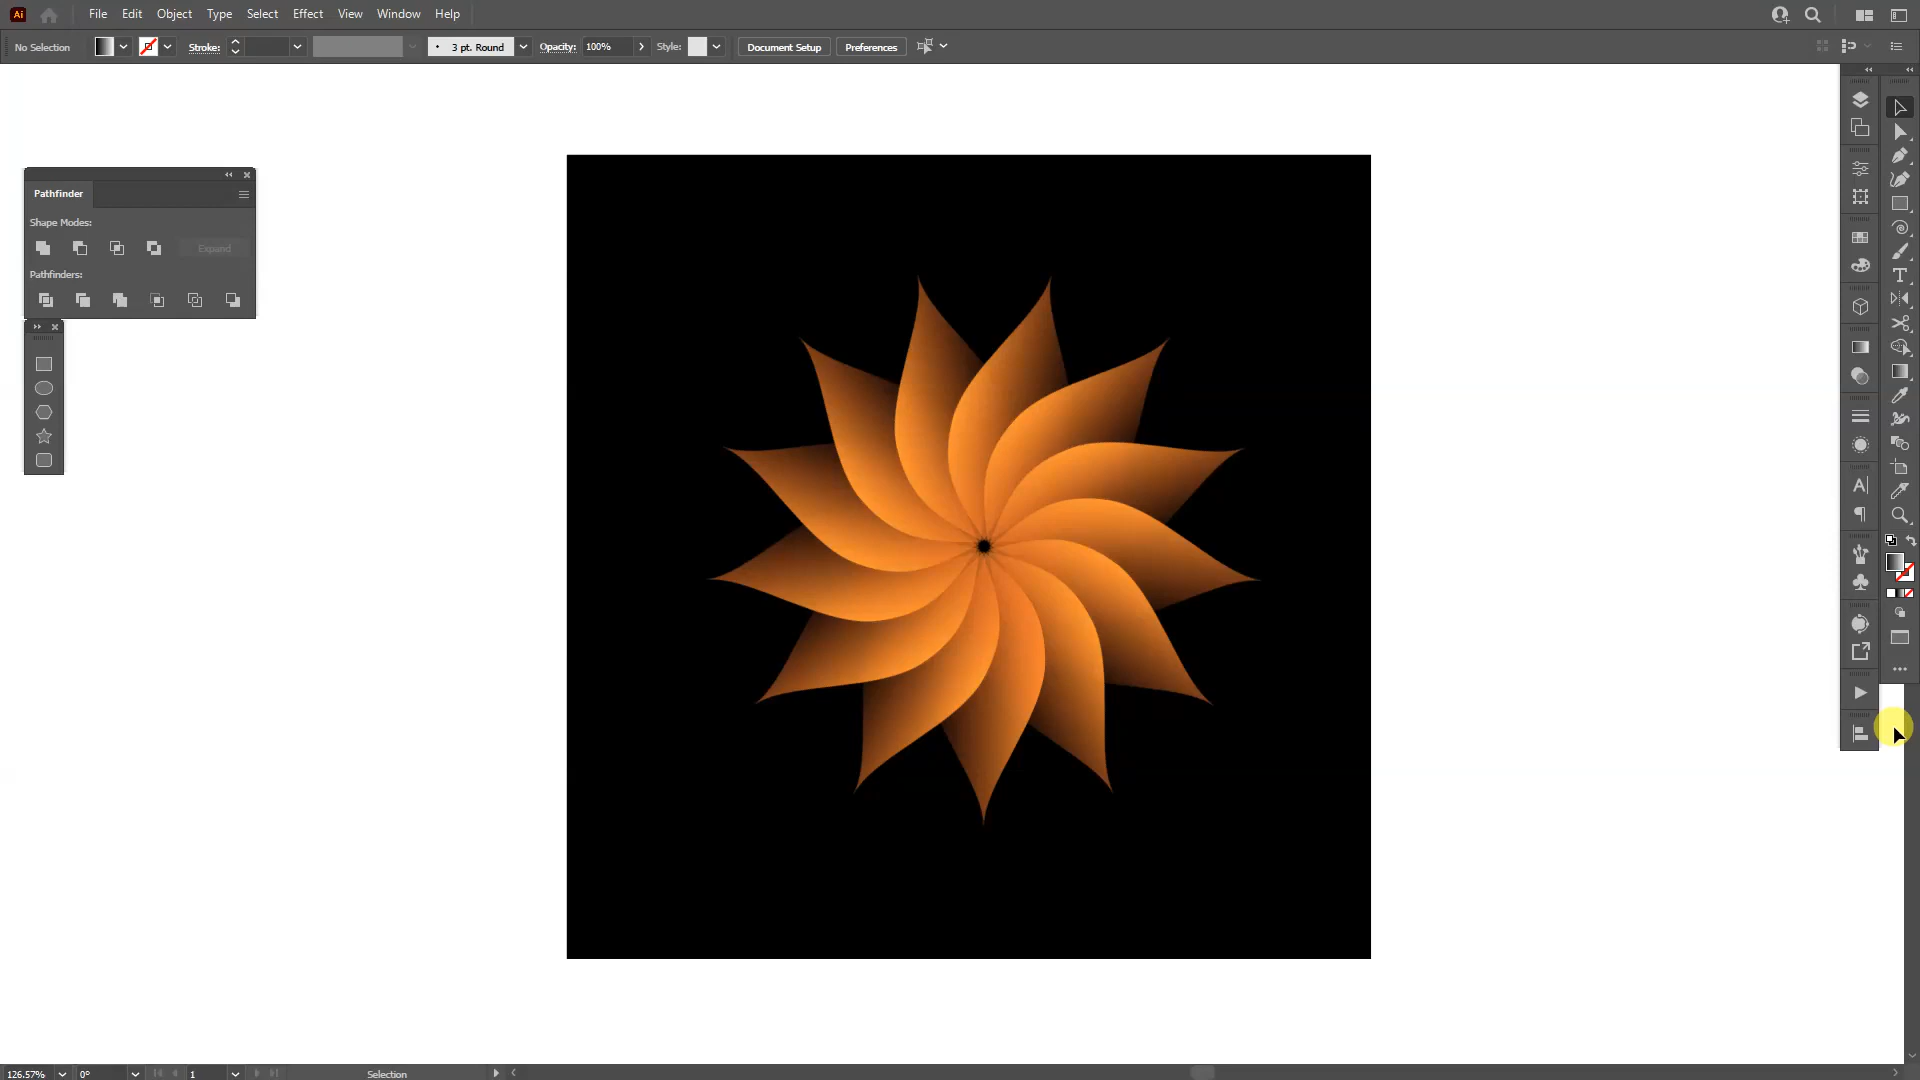 Ai File Edit Object Type Select Effect View Window Help
No Selection Stroke: 3 pt. Round Opacity: 100% Style: Document Setup Preferences
Pathfinder
Shape Modes:
Expand
Pathfinders:
126.57% 0° 1 Selection